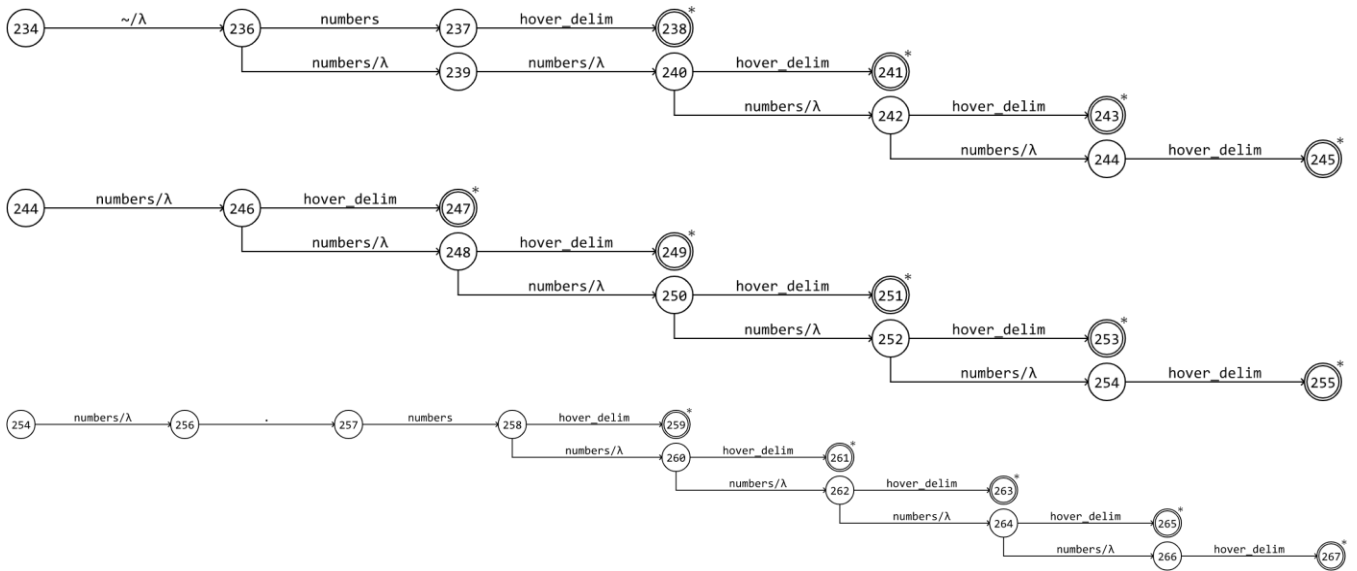 234 ~/λ 236 numbers 237 hover_delim 238 *
numbers/λ 239 numbers/λ 240 hover_delim 241 *
numbers/λ 242 hover_delim 243 *
numbers/λ 244 hover_delim 245 *
244 numbers/λ 246 hover_delim 247 *
numbers/λ 248 hover_delim 249 *
numbers/λ 250 hover_delim 251 *
numbers/λ 252 hover_delim 253 *
numbers/λ 254 hover_delim 255 *
254 numbers/λ 256 . 257 numbers 258 hover_delim 259 *
numbers/λ 260 hover_delim 261 *
numbers/λ 262 hover_delim 263 *
numbers/λ 264 hover_delim 265 *
numbers/λ 266 hover_delim 267 *